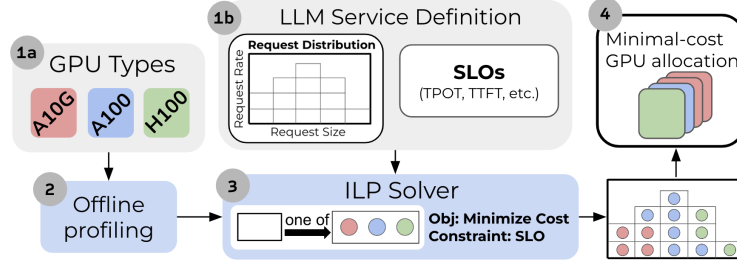 1a
GPU Types
A10G
A100
H100
1b
LLM Service Definition
Request Distribution
Request Rate
Request Size
SLOs
(TPOT, TTFT, etc.)
2
Offline
profiling
3
ILP Solver
one of
Obj: Minimize Cost
Constraint: SLO
4
Minimal-cost
GPU allocation